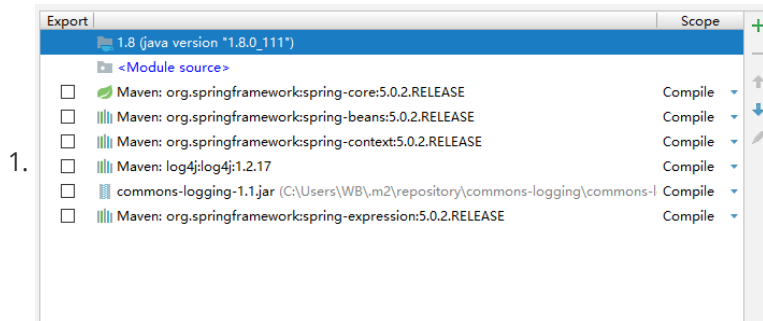 Export Scope
1.8 (java version "1.8.0_111")
<Module source>
Maven: org.springframework:spring-core:5.0.2.RELEASE Compile
Maven: org.springframework:spring-beans:5.0.2.RELEASE Compile
Maven: org.springframework:spring-context:5.0.2.RELEASE Compile
1. Maven: log4j:log4j:1.2.17 Compile
commons-logging-1.1.jar (C:\Users\WB\.m2\repository\commons-logging\commons-l Compile
Maven: org.springframework:spring-expression:5.0.2.RELEASE Compile